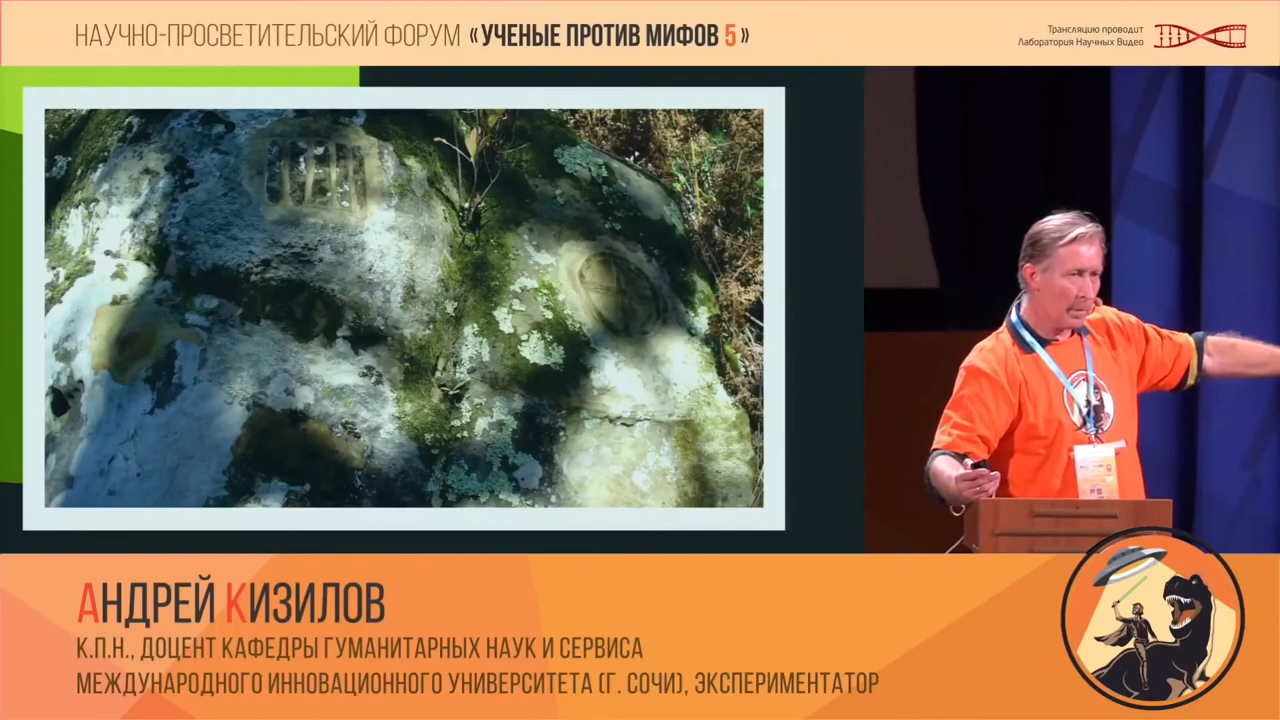 НАУЧНО-ПРОСВЕТИТЕЛЬСКИЙ ФОРУМ «УЧЕНЫЕ ПРОТИВ МИФОВ 5»
Трансляцию проводит
Лаборатория Научных Видео
АНДРЕЙ КИЗИЛОВ
К.П.Н., ДОЦЕНТ КАФЕДРЫ ГУМАНИТАРНЫХ НАУК И СЕРВИСА
МЕЖДУНАРОДНОГО ИННОВАЦИОННОГО УНИВЕРСИТЕТА (Г. СОЧИ), ЭКСПЕРИМЕНТАТОР